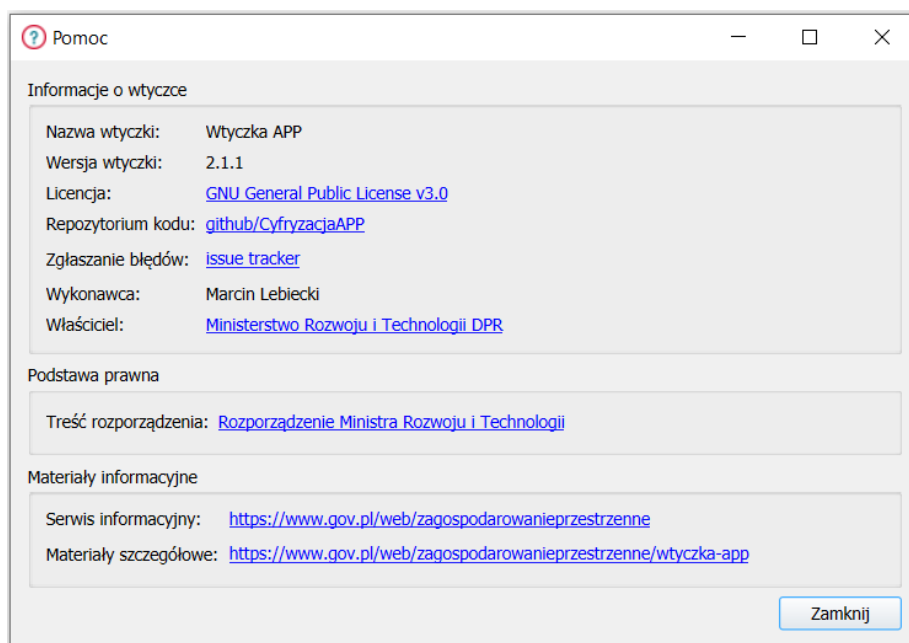 Pomoc
Informacje o wtyczce
Nazwa wtyczki: Wtyczka APP
Wersja wtyczki: 2.1.1
Licencja: GNU General Public License v3.0
Repozytorium kodu: github/CyfryzacjaAPP
Zgłaszanie błędów: issue tracker
Wykonawca: Marcin Lebiecki
Właściciel: Ministerstwo Rozwoju i Technologii DPR
Podstawa prawna
Treść rozporządzenia: Rozporządzenie Ministra Rozwoju i Technologii
Materiały informacyjne
Serwis informacyjny: https://www.gov.pl/web/zagospodarowanieprzestrzenne
Materiały szczegółowe: https://www.gov.pl/web/zagospodarowanieprzestrzenne/wtyczka-app
Zamknij